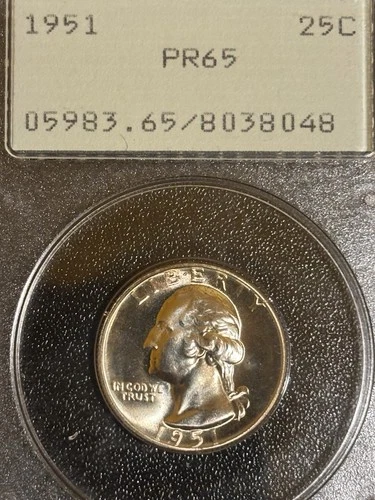 1951 25C
PR65
05983.65/8038048
LIBERTY
IN GOD WE
TRUST
1951